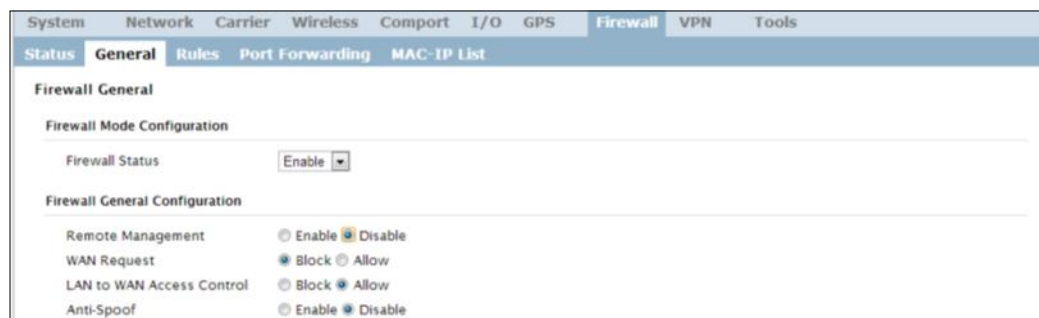 System Network Carrier Wireless Comport I/O GPS Firewall VPN Tools
Status General Rules Port Forwarding MAC-IP List
Firewall General
Firewall Mode Configuration
Firewall Status Enable
Firewall General Configuration
Remote Management Enable Disable
WAN Request Block Allow
LAN to WAN Access Control Block Allow
Anti-Spoof Enable Disable